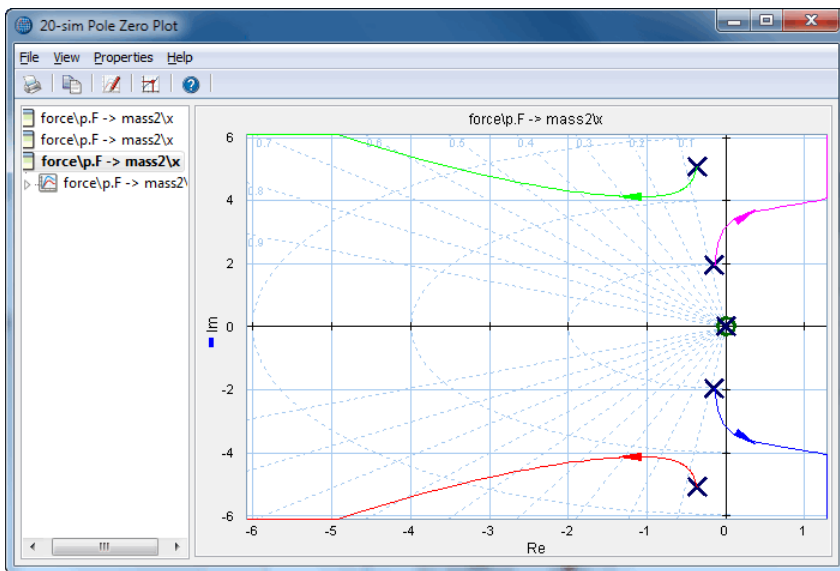 20-sim Pole Zero Plot
File View Properties Help
force\p.F -> mass2\x
force\p.F -> mass2\x
force\p.F -> mass2\x
force\p.F -> mass2\
force\p.F -> mass2\x
6
4
2
0
-2
-4
-6
Im
0.7 0.6 0.5 0.4 0.3 0.2 0.1
0.8
0.9
-6 -5 -4 -3 -2 -1 0 1
Re